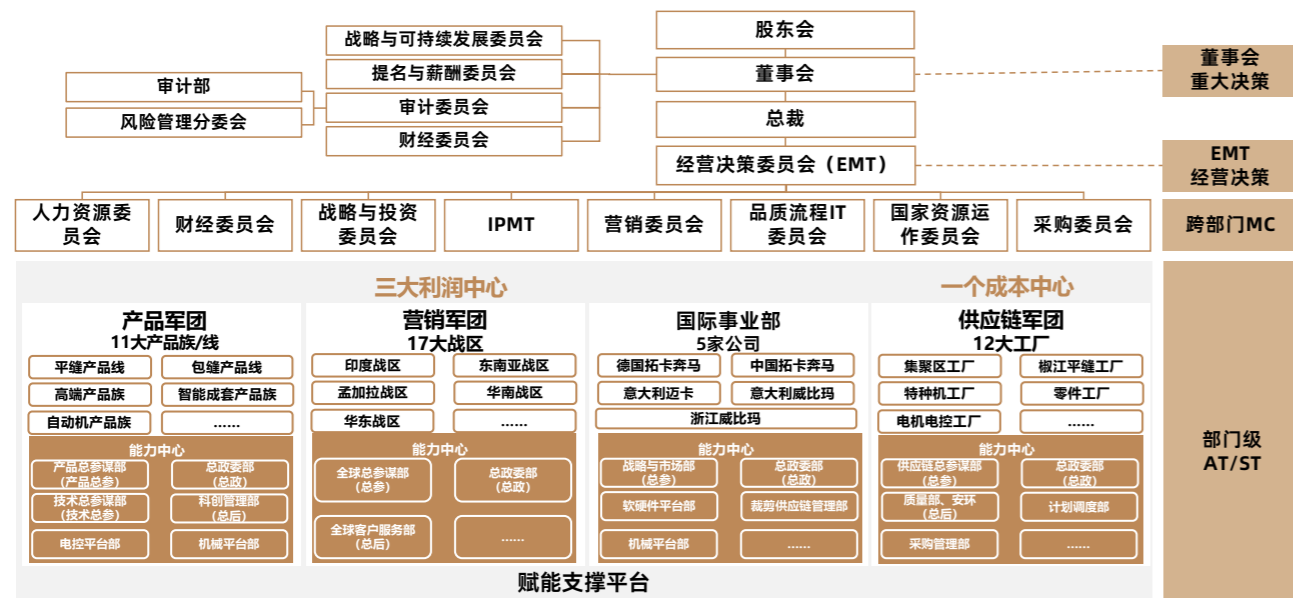 股东会
战略与可持续发展委员会
提名与薪酬委员会
董事会
董事会
重大决策
审计部
审计委员会
风险管理分委会
总裁
财经委员会
经营决策委员会（EMT）
EMT
经营决策
人力资源委
员会
财经委员会
战略与投资
委员会
IPMT
营销委员会
品质流程IT
委员会
国家资源运
作委员会
采购委员会
跨部门MC
三大利润中心
一个成本中心
产品军团
11大产品族/线
平缝产品线
包缝产品线
高端产品族
智能成套产品族
自动机产品族
……
能力中心
产品总参谋部
（产品总参）
总政委部
（总政）
技术总参谋部
（技术总参）
科创管理部
（总后）
电控平台部
机械平台部
营销军团
17大战区
印度战区
东南亚战区
孟加拉战区
华南战区
华东战区
……
能力中心
全球总参谋部
（总参）
总政委部
（总政）
全球客户服务部
（总后）
……
国际事业部
5家公司
德国拓卡奔马
中国拓卡奔马
意大利迈卡
意大利威比玛
浙江威比玛
能力中心
战略与市场部
（总参）
总政委部
（总政）
软硬件平台部
裁剪供应链管理部
机械平台部
……
供应链军团
12大工厂
集聚区工厂
椒江平缝工厂
特种机工厂
零件工厂
电机电控工厂
……
能力中心
供应链总参谋部
（总参）
总政委部
（总政）
质量部、安环
（总后）
计划调度部
采购管理部
……
部门级
AT/ST
赋能支撑平台